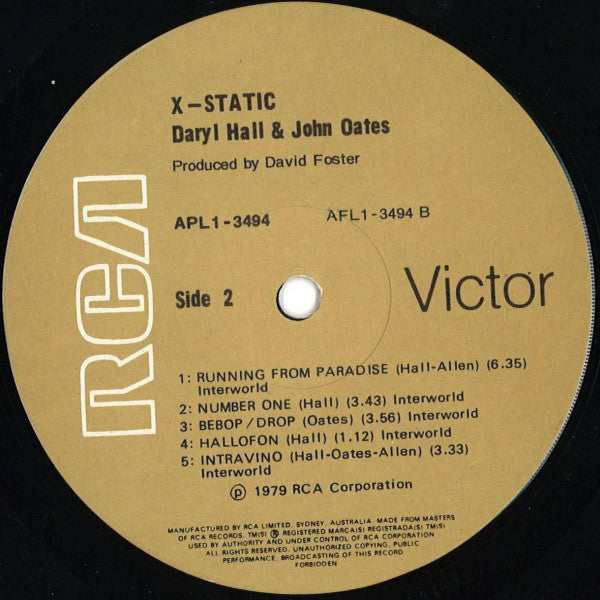 X-STATIC
Daryl Hall & John Oates
Produced by David Foster
APL1-3494 AFL1-3494 B
RCA
Side 2
Victor
1: RUNNING FROM PARADISE (Hall-Allen) (6.35)
Interworld
2: NUMBER ONE (Hall) (3.43) Interworld
3: BEBOP/DROP (Oates) (3.56) Interworld
4: HALLOFON (Hall) (1.12) Interworld
5: INTRAVINO (Hall-Oates-Allen) (3.33)
Interworld
℗ 1979 RCA Corporation
MANUFACTURED BY RCA LIMITED, SYDNEY, AUSTRALIA. MADE FROM MASTERS
OF RCA RECORDS. TM(S) ® REGISTERED MARCA(S) REGISTRADA(S) TM(S)
USED BY AUTHORITY AND UNDER CONTROL OF RCA CORPORATION
ALL RIGHTS RESERVED. UNAUTHORIZED COPYING, PUBLIC
PERFORMANCE, BROADCASTING OF THIS RECORD
FORBIDDEN